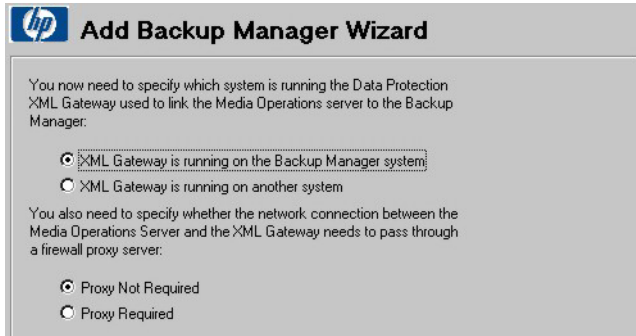 hp Add Backup Manager Wizard
You now need to specify which system is running the Data Protection
XML Gateway used to link the Media Operations server to the Backup
Manager:
XML Gateway is running on the Backup Manager system
XML Gateway is running on another system
You also need to specify whether the network connection between the
Media Operations Server and the XML Gateway needs to pass through
a firewall proxy server:
Proxy Not Required
Proxy Required